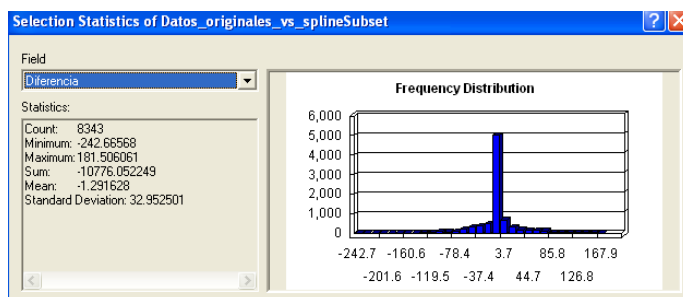 Selection Statistics of Datos_originales_vs_splineSubset
Field
Diferencia
Statistics:
Count: 8343
Minimum: -242.66568
Maximum: 181.506061
Sum: -10776.052249
Mean: -1.291628
Standard Deviation: 32.952501
Frequency Distribution
6,000
5,000
4,000
3,000
2,000
1,000
0
-242.7 -160.6 -78.4 3.7 85.8 167.9
-201.6 -119.5 -37.4 44.7 126.8